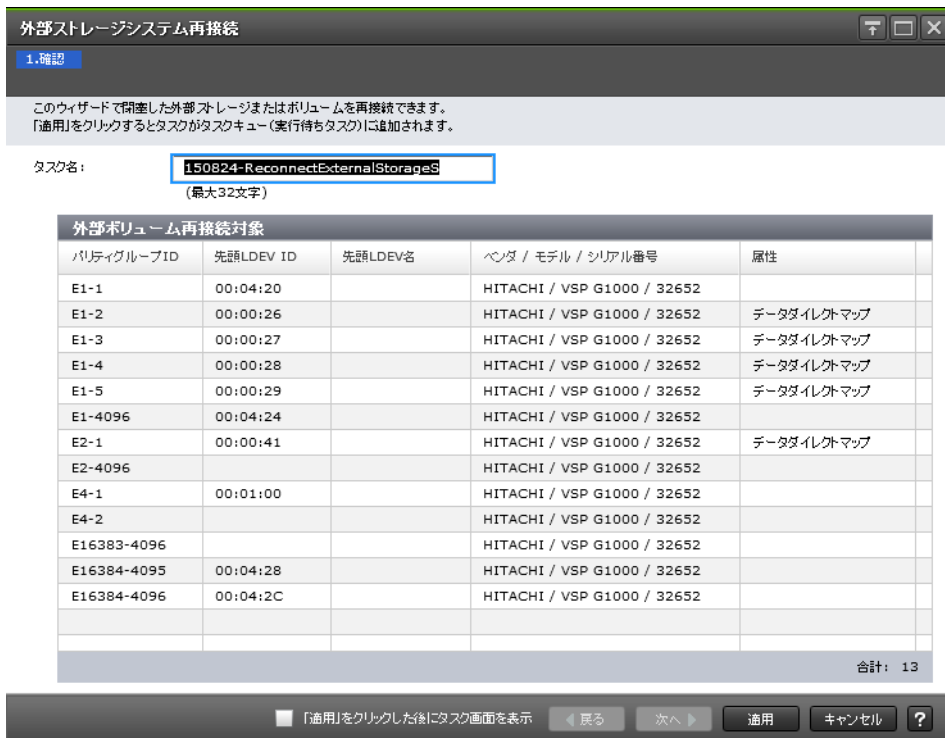 外部ストレージシステム再接続
1.確認
このウィザードで閉塞した外部ストレージまたはボリュームを再接続できます。
「適用」をクリックするとタスクがタスクキュー(実行待ちタスク)に追加されます。
タスク名: 150824-ReconnectExternalStorageS
(最大32文字)
外部ボリューム再接続対象
パリティグループID 先頭LDEV ID 先頭LDEV名 ベンダ / モデル / シリアル番号 属性
E1-1 00:04:20 HITACHI / VSP G1000 / 32652
E1-2 00:00:26 HITACHI / VSP G1000 / 32652 データダイレクトマップ
E1-3 00:00:27 HITACHI / VSP G1000 / 32652 データダイレクトマップ
E1-4 00:00:28 HITACHI / VSP G1000 / 32652 データダイレクトマップ
E1-5 00:00:29 HITACHI / VSP G1000 / 32652 データダイレクトマップ
E1-4096 00:04:24 HITACHI / VSP G1000 / 32652
E2-1 00:00:41 HITACHI / VSP G1000 / 32652 データダイレクトマップ
E2-4096 HITACHI / VSP G1000 / 32652
E4-1 00:01:00 HITACHI / VSP G1000 / 32652
E4-2 HITACHI / VSP G1000 / 32652
E16383-4096 HITACHI / VSP G1000 / 32652
E16384-4095 00:04:28 HITACHI / VSP G1000 / 32652
E16384-4096 00:04:2C HITACHI / VSP G1000 / 32652
合計: 13
「適用」をクリックした後にタスク画面を表示 戻る 次へ 適用 キャンセル ?